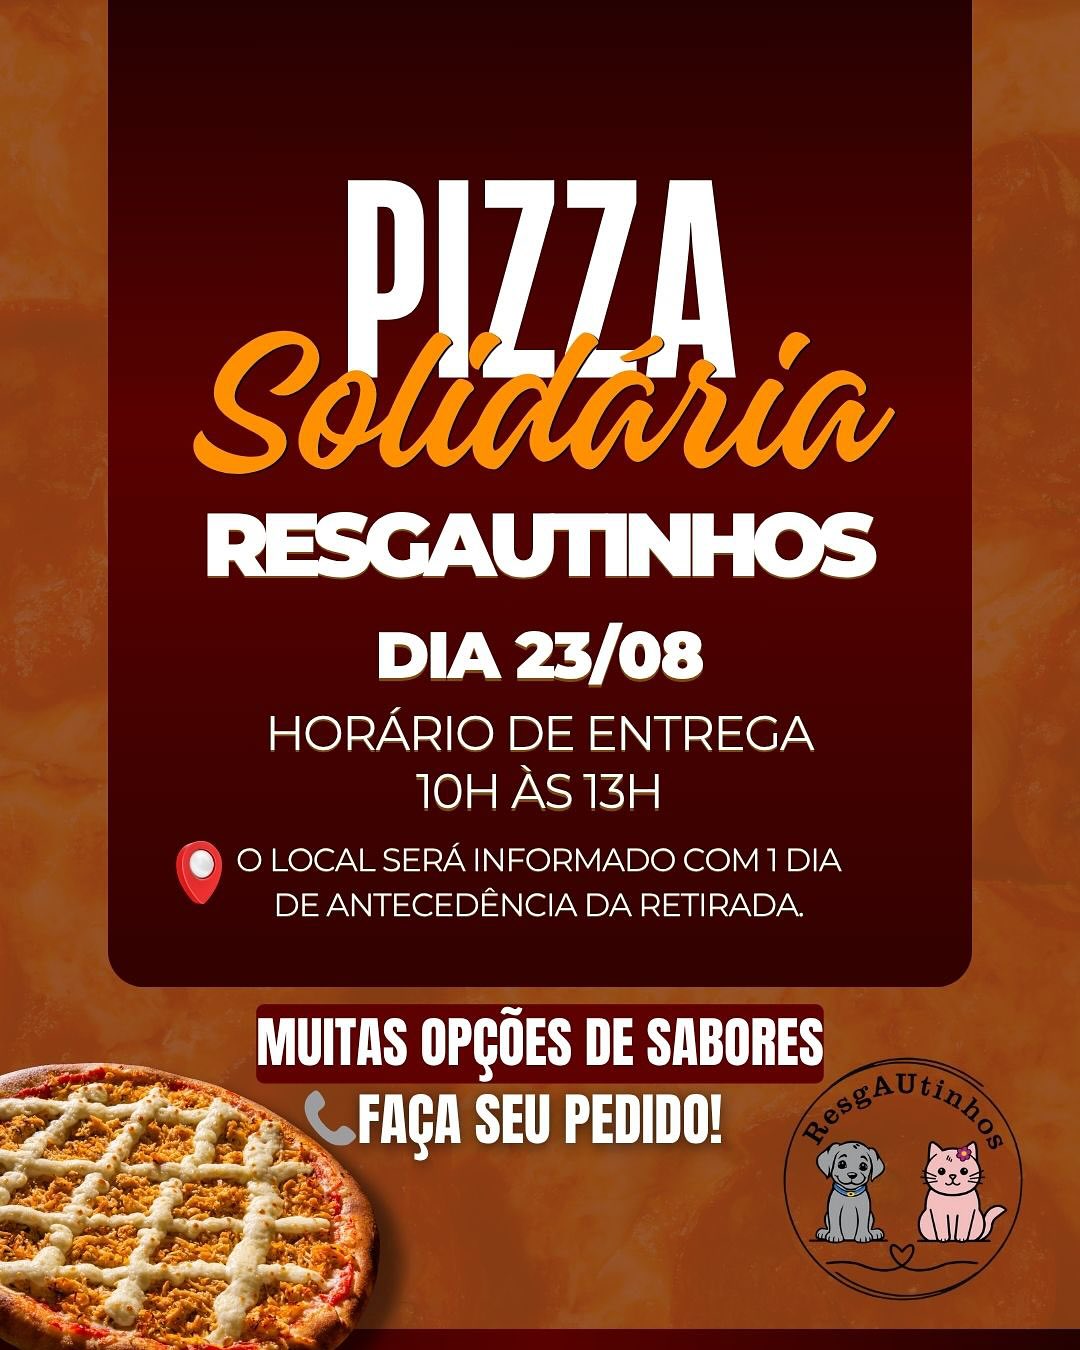 PIZZA
Solidária
RESGAUTINHOS
DIA 23/08
HORÁRIO DE ENTREGA
10H ÀS 13H
O LOCAL SERÁ INFORMADO COM 1 DIA
DE ANTECEDÊNCIA DA RETIRADA.
MUITAS OPÇÕES DE SABORES
FAÇA SEU PEDIDO!
ResgAUtinhos